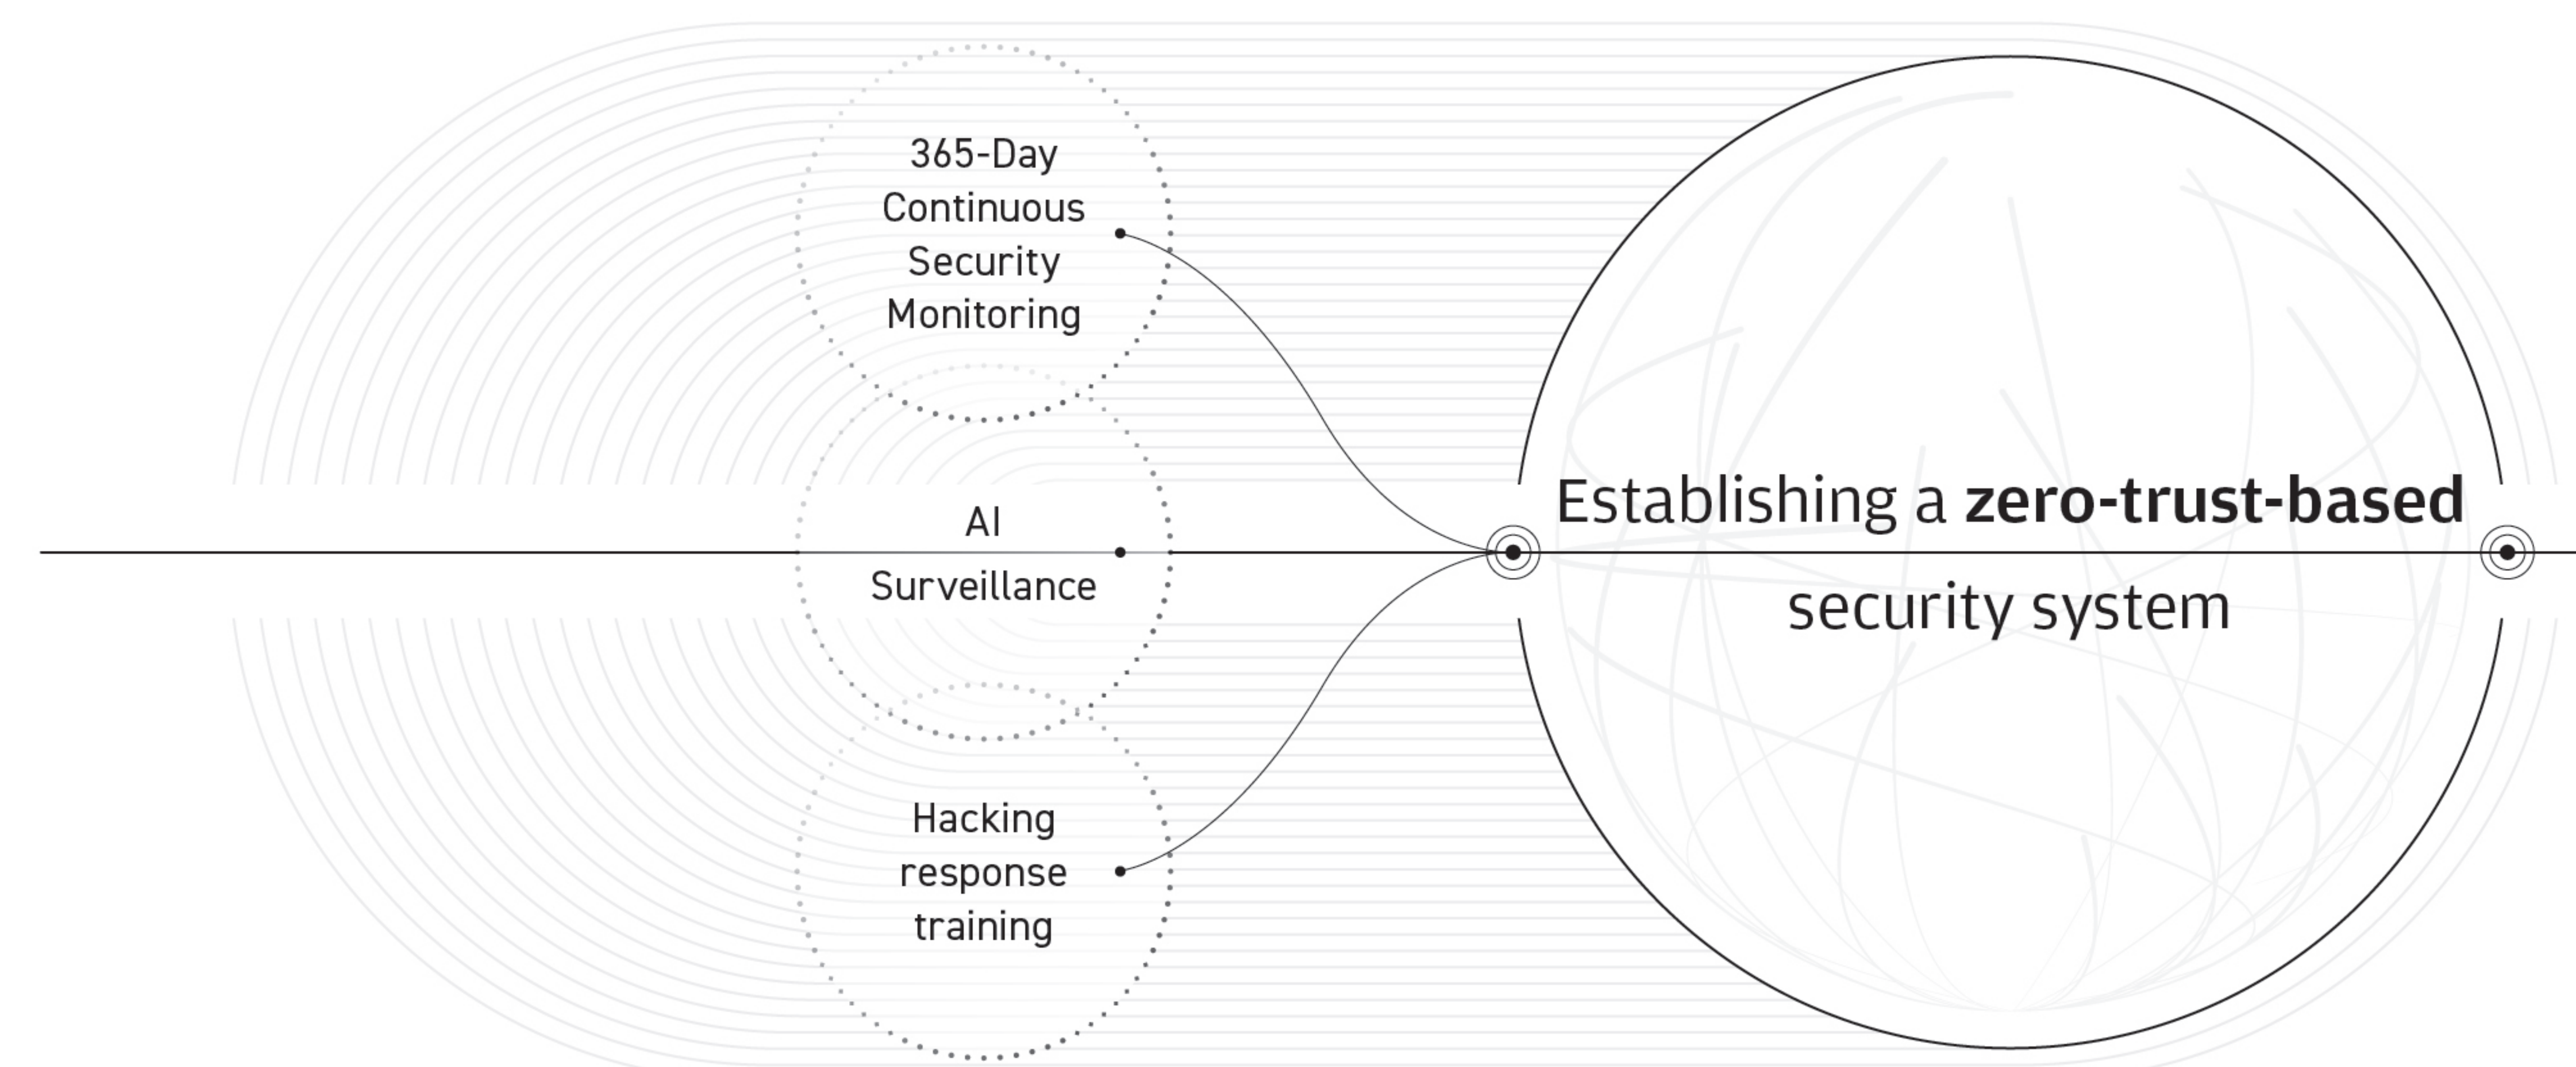 365-Day
Continuous
Security
Monitoring
AI
Surveillance
Hacking
response
training
Establishing a zero-trust-based
security system